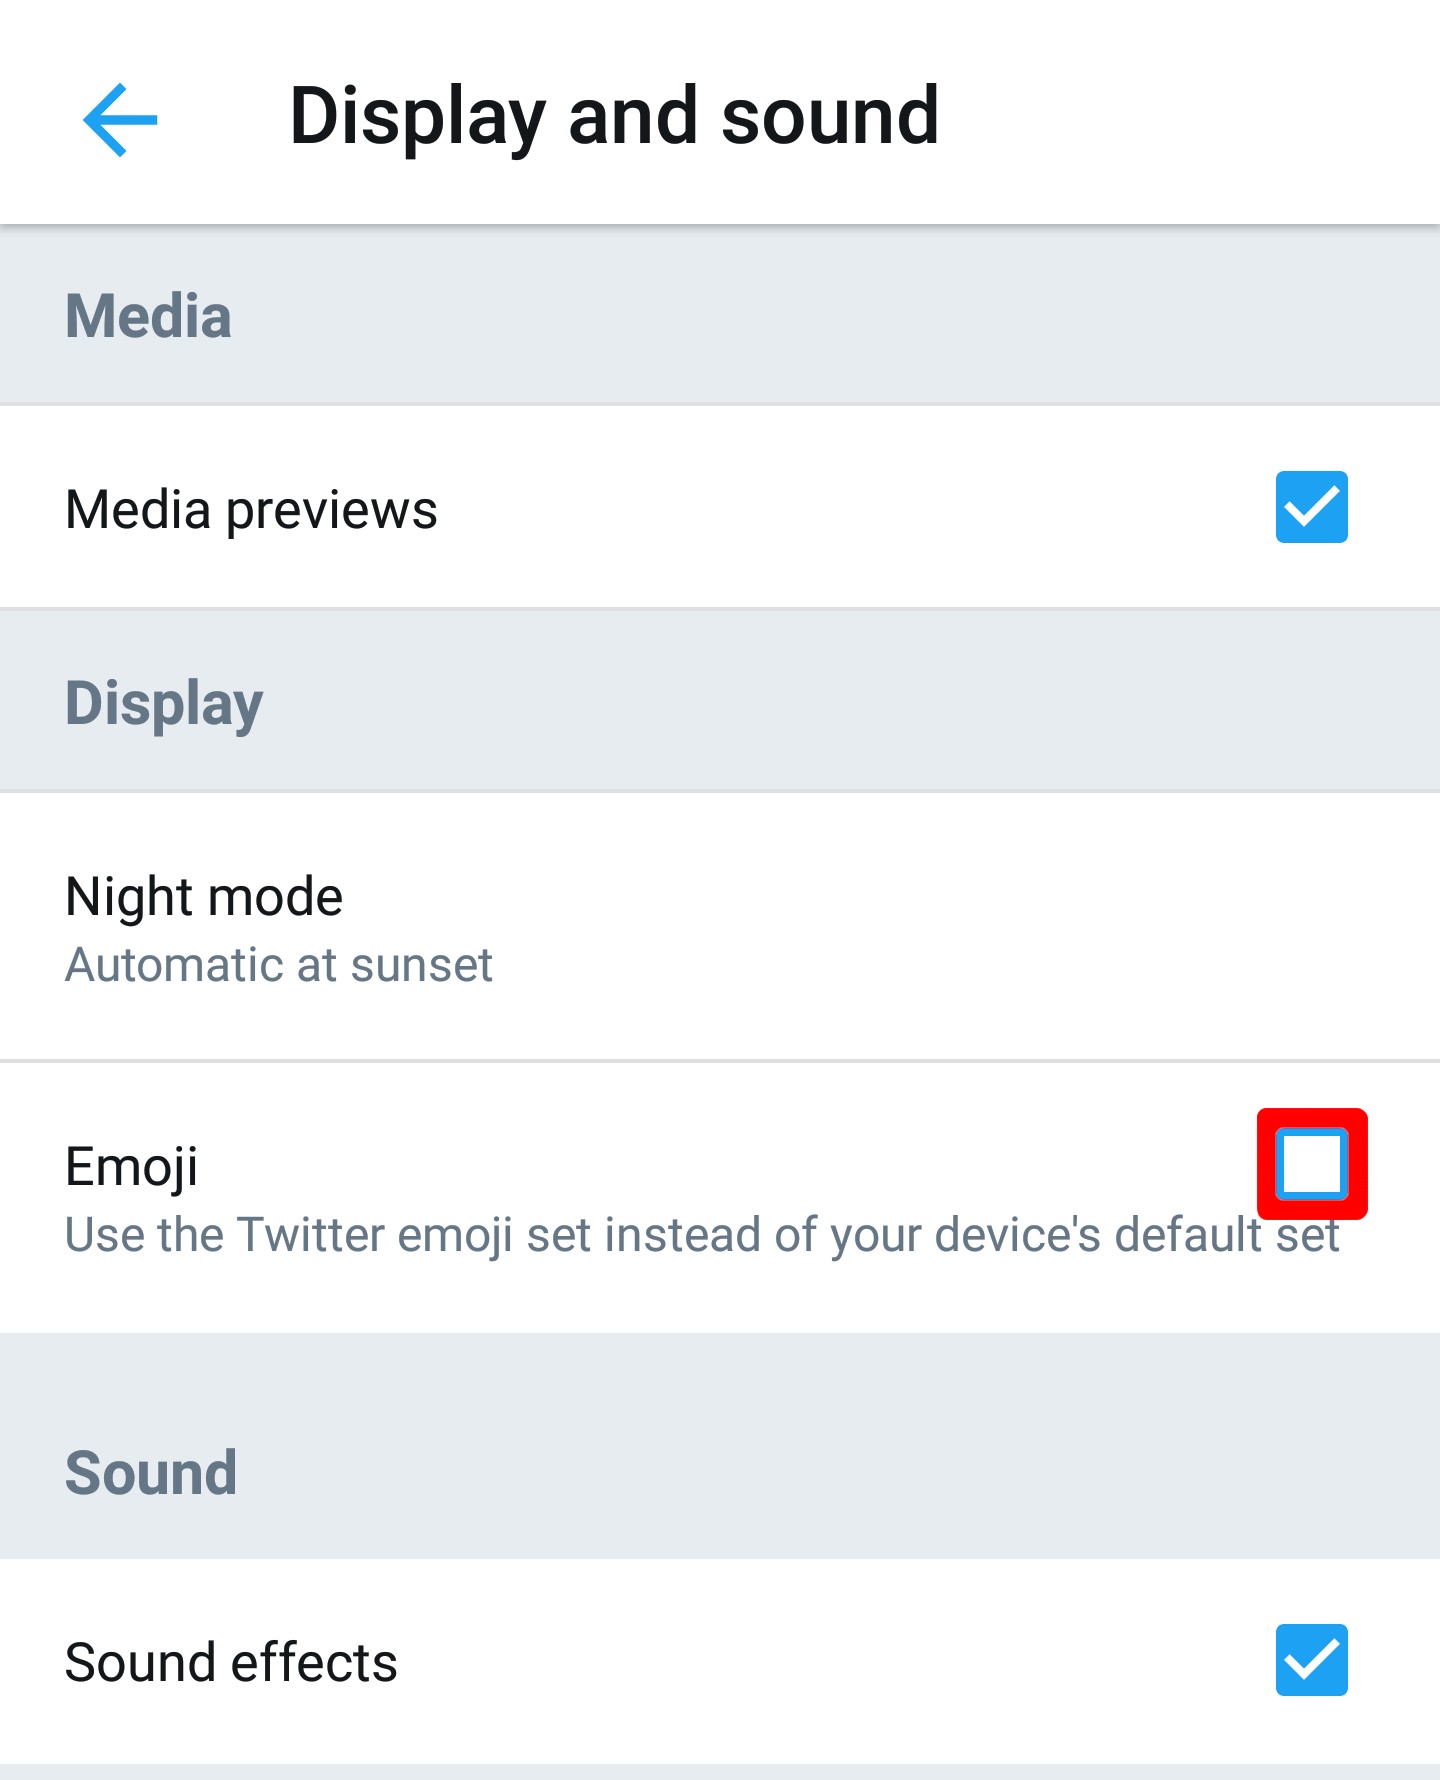 Display and sound
Media
Media previews
Display
Night mode
Automatic at sunset
Emoji
Use the Twitter emoji set instead of your device's default set
Sound
Sound effects